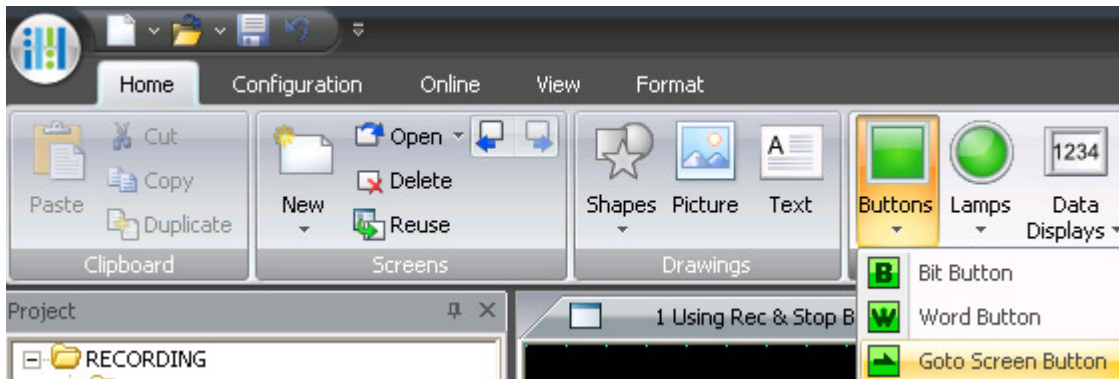 Home Configuration Online View Format
Paste
Cut
Copy
Duplicate
Clipboard
New
Open
Delete
Reuse
Screens
Shapes Picture Text
Drawings
A
1234
Buttons Lamps Data Displays
B Bit Button
W Word Button
Goto Screen Button
Project
RECORDING
1 Using Rec & Stop B